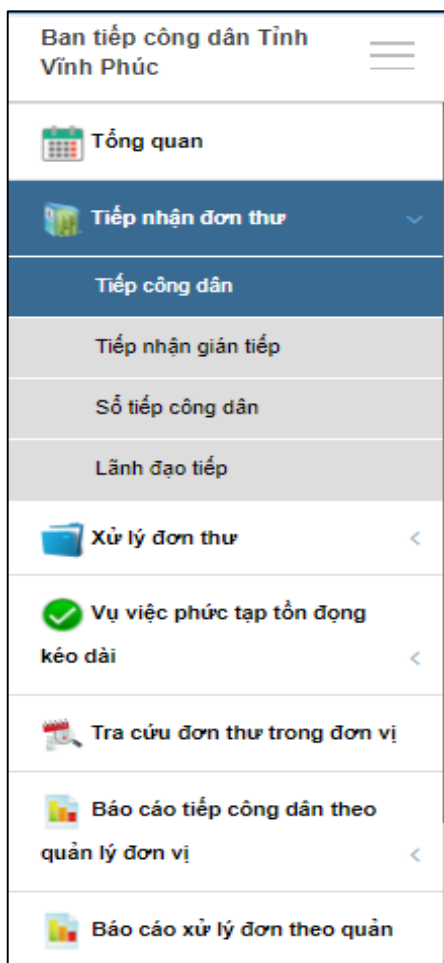 Ban tiếp công dân Tỉnh
Vĩnh Phúc
Tổng quan
Tiếp nhận đơn thư
Tiếp công dân
Tiếp nhận gián tiếp
Sổ tiếp công dân
Lãnh đạo tiếp
Xử lý đơn thư
Vụ việc phức tạp tồn đọng
kéo dài
Tra cứu đơn thư trong đơn vị
Báo cáo tiếp công dân theo
quản lý đơn vị
Báo cáo xử lý đơn theo quản